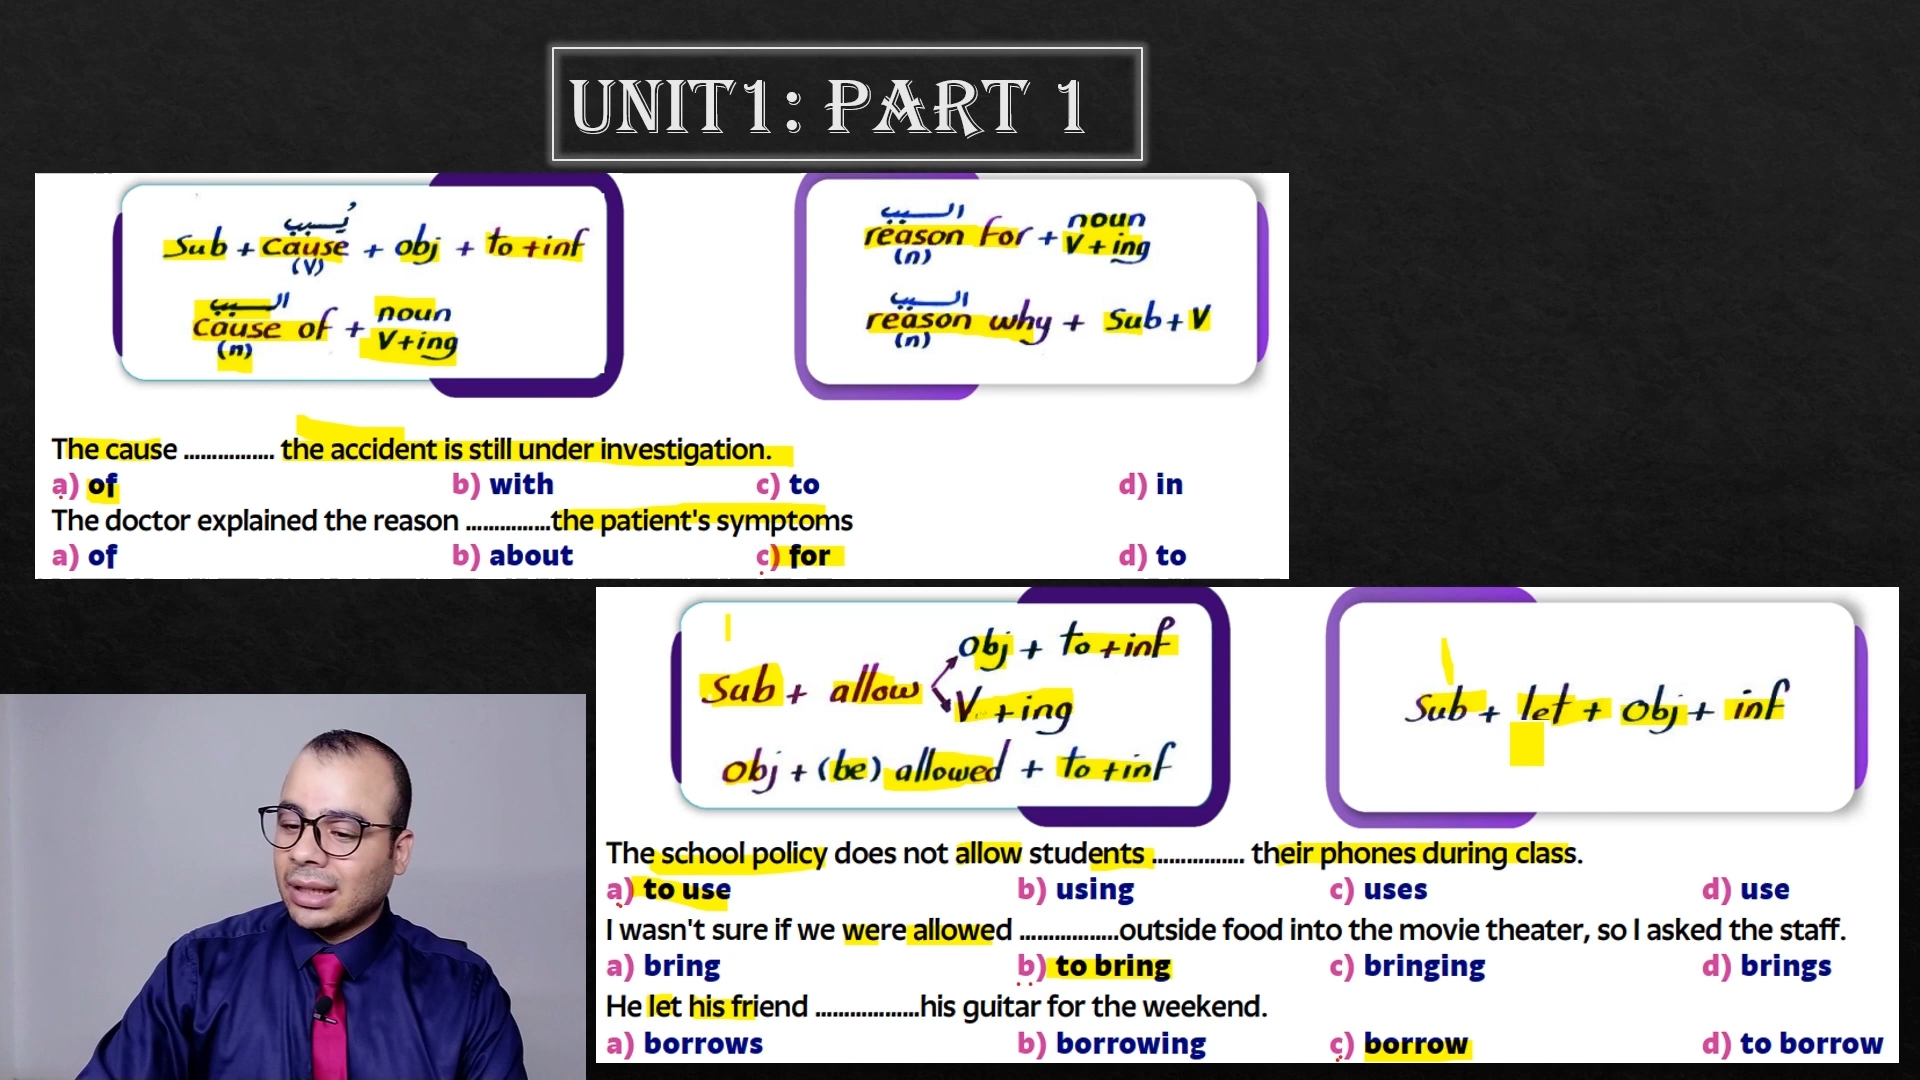 UNIT1: PART 1
يُسبب
Sub + cause + obj + to +inf
(v)
السبب
cause of + noun
(n) V+ing
السبب
reason for + noun
(n) V+ing
السبب
reason why + Sub+V
(n)
The cause ................ the accident is still under investigation.
a) of b) with c) to d) in
The doctor explained the reason ...............the patient's symptoms
a) of b) about c) for d) to
Sub + allow obj + to +inf
V +ing
obj + (be) allowed + to +inf
Sub + let + obj + inf
The school policy does not allow students ................ their phones during class.
a) to use b) using c) uses d) use
I wasn't sure if we were allowed .................outside food into the movie theater, so I asked the staff.
a) bring b) to bring c) bringing d) brings
He let his friend ..................his guitar for the weekend.
a) borrows b) borrowing c) borrow d) to borrow